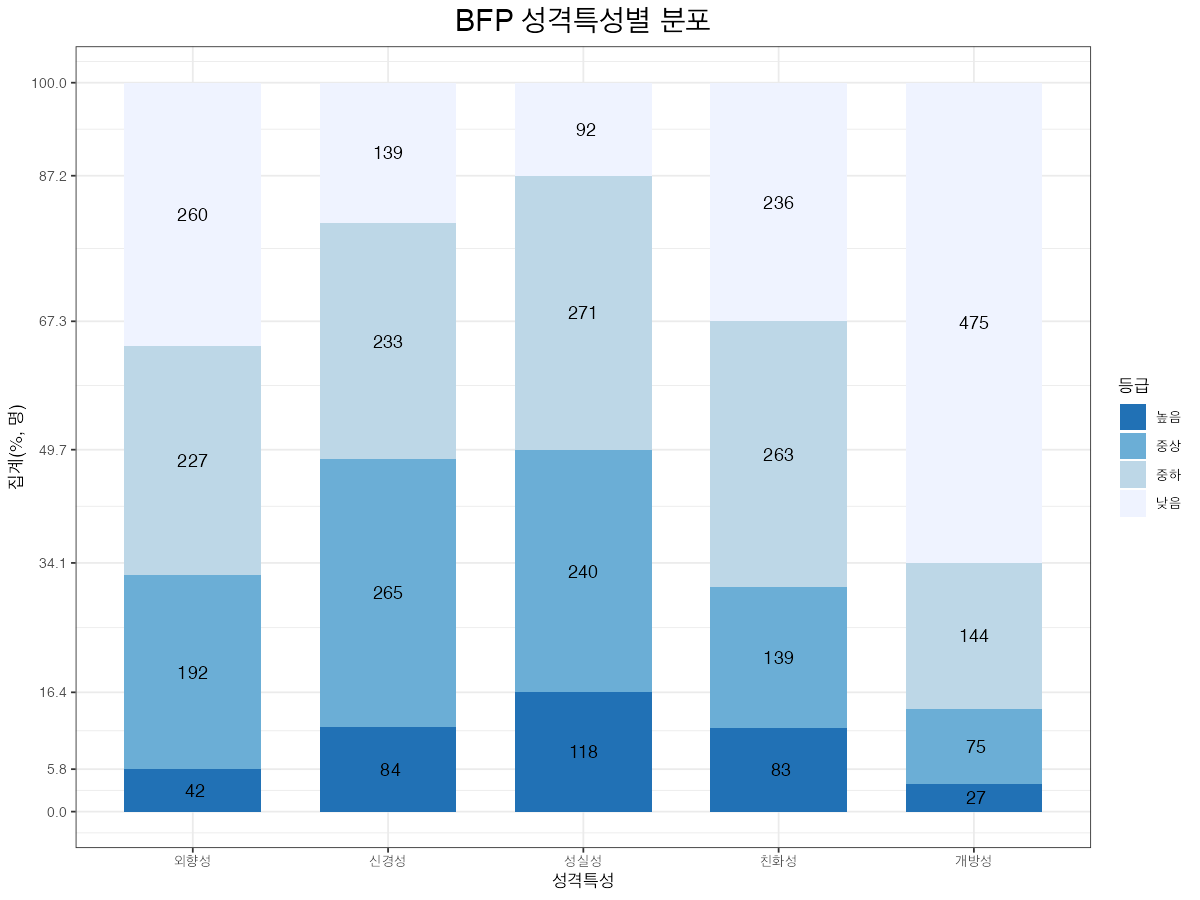 BFP 성격특성별 분포
집계(%, 명)
100.0
87.2
67.3
49.7
34.1
16.4
5.8
0.0
260
227
192
42
139
233
265
84
92
271
240
118
236
263
139
83
475
144
75
27
외향성
신경성
성실성
친화성
개방성
성격특성
등급
높음
중상
중하
낮음